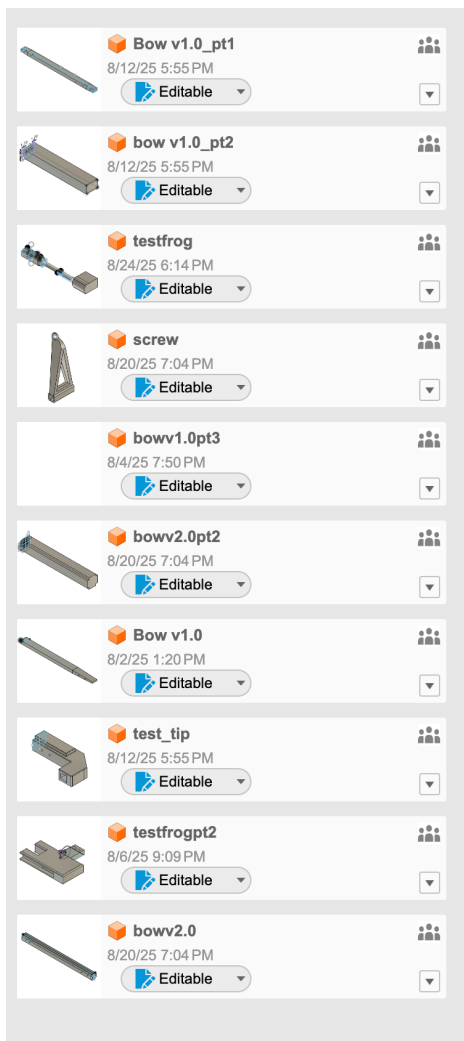 Bow v1.0_pt1
8/12/25 5:55 PM
Editable
bow v1.0_pt2
8/12/25 5:55 PM
Editable
testfrog
8/24/25 6:14 PM
Editable
screw
8/20/25 7:04 PM
Editable
bowv1.0pt3
8/4/25 7:50 PM
Editable
bowv2.0pt2
8/20/25 7:04 PM
Editable
Bow v1.0
8/2/25 1:20 PM
Editable
test_tip
8/12/25 5:55 PM
Editable
testfrogpt2
8/6/25 9:09 PM
Editable
bowv2.0
8/20/25 7:04 PM
Editable